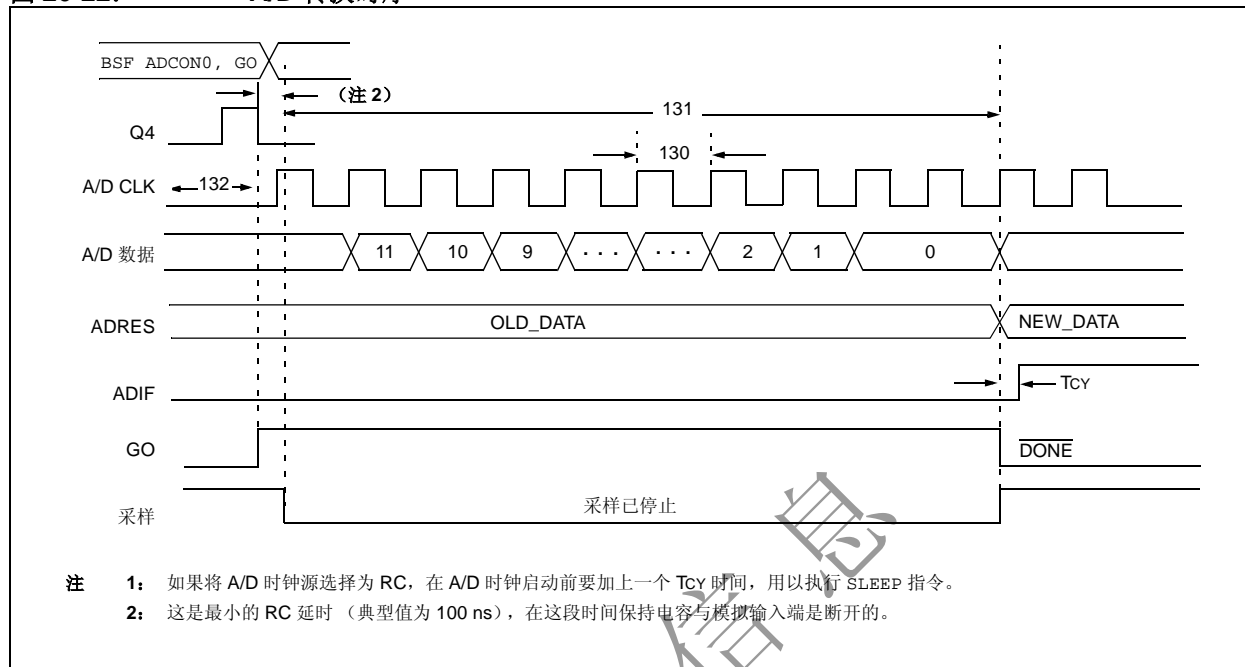 BSF ADCON0, GO
（注 2）
131
Q4
130
A/D CLK
132
A/D 数据
11 10 9 . . . . . . 2 1 0
ADRES
OLD_DATA
NEW_DATA
ADIF
TCY
GO
DONE
采样
采样已停止
注 1： 如果将 A/D 时钟源选择为 RC，在 A/D 时钟启动前要加上一个 TCY 时间，用以执行 SLEEP 指令。
2： 这是最小的 RC 延时 （典型值为 100 ns），在这段时间保持电容与模拟输入端是断开的。
信息